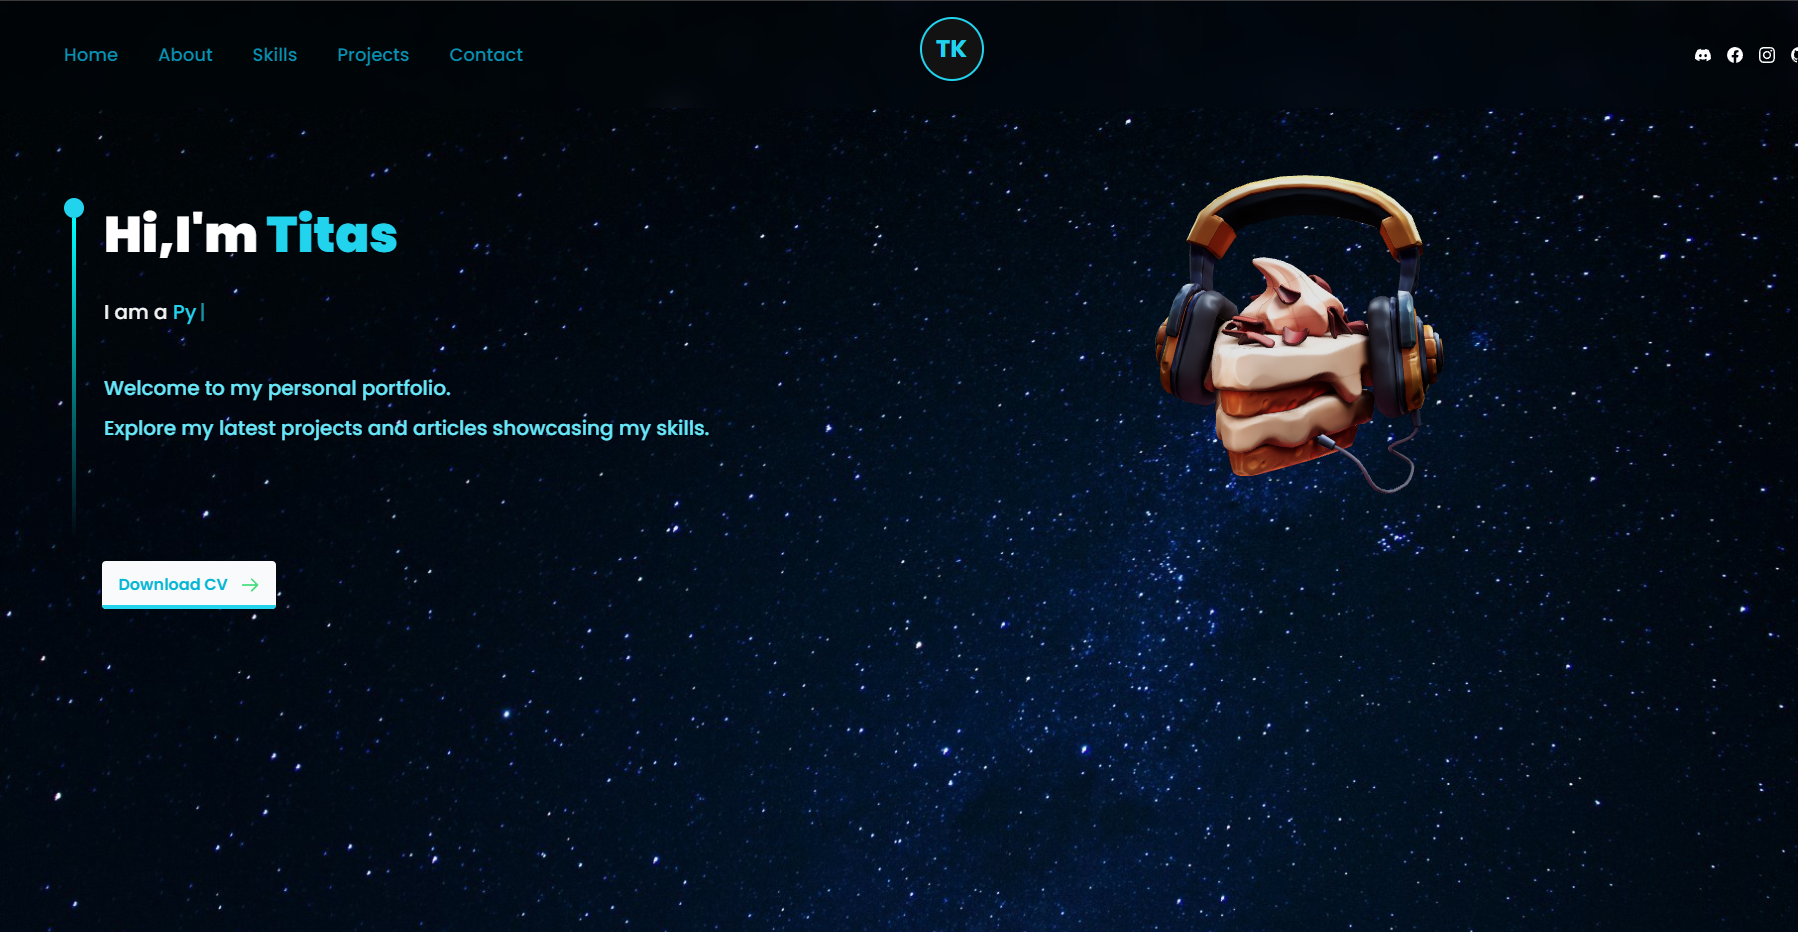 Home About Skills Projects Contact
TK
Hi,I'm Titas
I am a Py|
Welcome to my personal portfolio.
Explore my latest projects and articles showcasing my skills.
Download CV